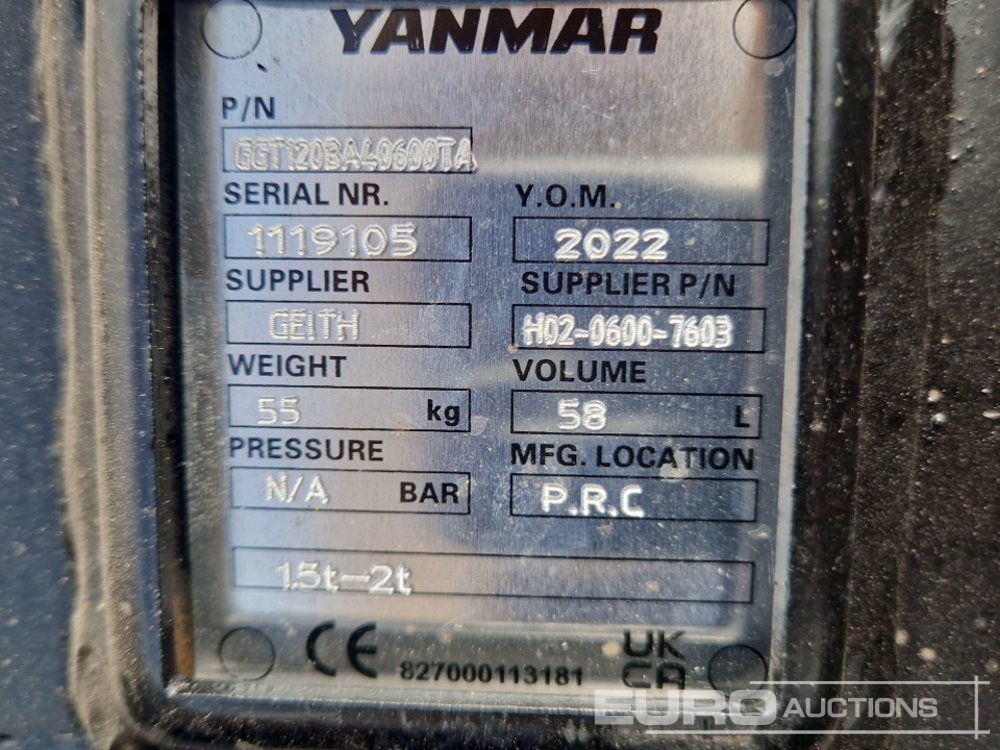 YANMAR
P/N
GGT120BA40600TA
SERIAL NR. Y.O.M.
1119105 2022
SUPPLIER SUPPLIER P/N
GEITH H02-0600-7603
WEIGHT VOLUME
55 kg 58 L
PRESSURE MFG. LOCATION
N/A BAR P.R.C
1.5t-2t
CE 827000113181 UK
CA
EURO AUCTIONS